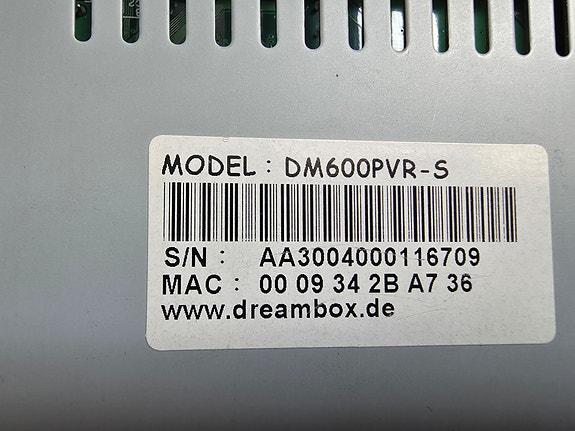 MODEL : DM600PVR-S
S/N : AA3004000116709
MAC : 00 09 34 2B A7 36
www.dreambox.de